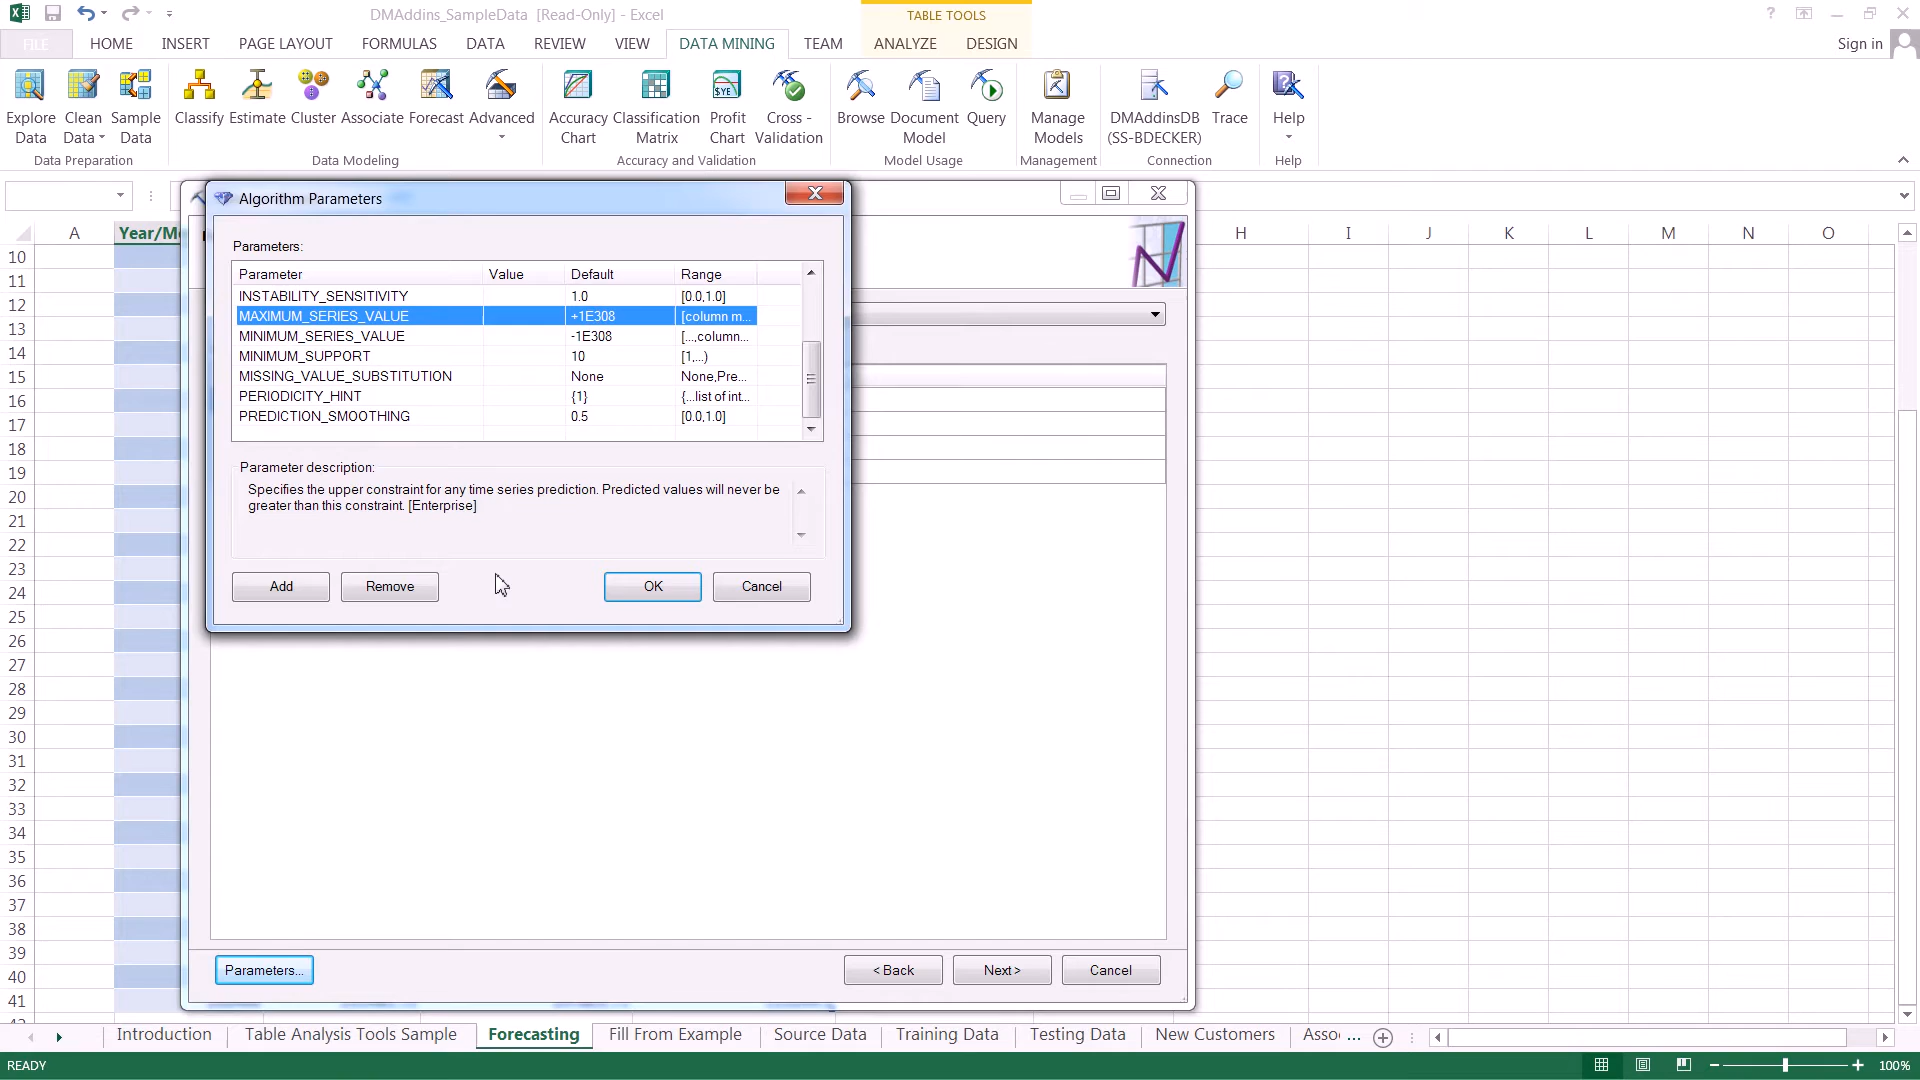 DMAddins_SampleData [Read-Only] - Excel
TABLE TOOLS
FILE HOME INSERT PAGE LAYOUT FORMULAS DATA REVIEW VIEW DATA MINING TEAM ANALYZE DESIGN Sign in
Explore Data
Clean Data
Sample Data
Classify
Estimate
Cluster
Associate
Forecast
Advanced
Accuracy Chart
Classification Matrix
Profit Chart
Cross - Validation
Browse
Document Model
Query
Manage Models
DMAddinsDB (SS-BDECKER)
Trace
Help
Data Preparation
Data Modeling
Accuracy and Validation
Model Usage
Management
Connection
Help
Algorithm Parameters
A Year/Mo H I J K L M N O
Parameters:
Parameter Value Default Range
INSTABILITY_SENSITIVITY 1.0 [0.0,1.0]
MAXIMUM_SERIES_VALUE +1E308 [column m...
MINIMUM_SERIES_VALUE -1E308 [...,column...
MINIMUM_SUPPORT 10 [1,...)
MISSING_VALUE_SUBSTITUTION None None,Pre...
PERIODICITY_HINT {1} {...list of int...
PREDICTION_SMOOTHING 0.5 [0.0,1.0]
Parameter description:
Specifies the upper constraint for any time series prediction. Predicted values will never be
greater than this constraint. [Enterprise]
Add Remove OK Cancel
10
11
12
13
14
15
16
17
18
19
20
21
22
23
24
25
26
27
28
29
30
31
32
33
34
35
36
37
38
39
40
41
Parameters... < Back Next > Cancel
Introduction Table Analysis Tools Sample Forecasting Fill From Example Source Data Training Data Testing Data New Customers Asso ...
READY 100%